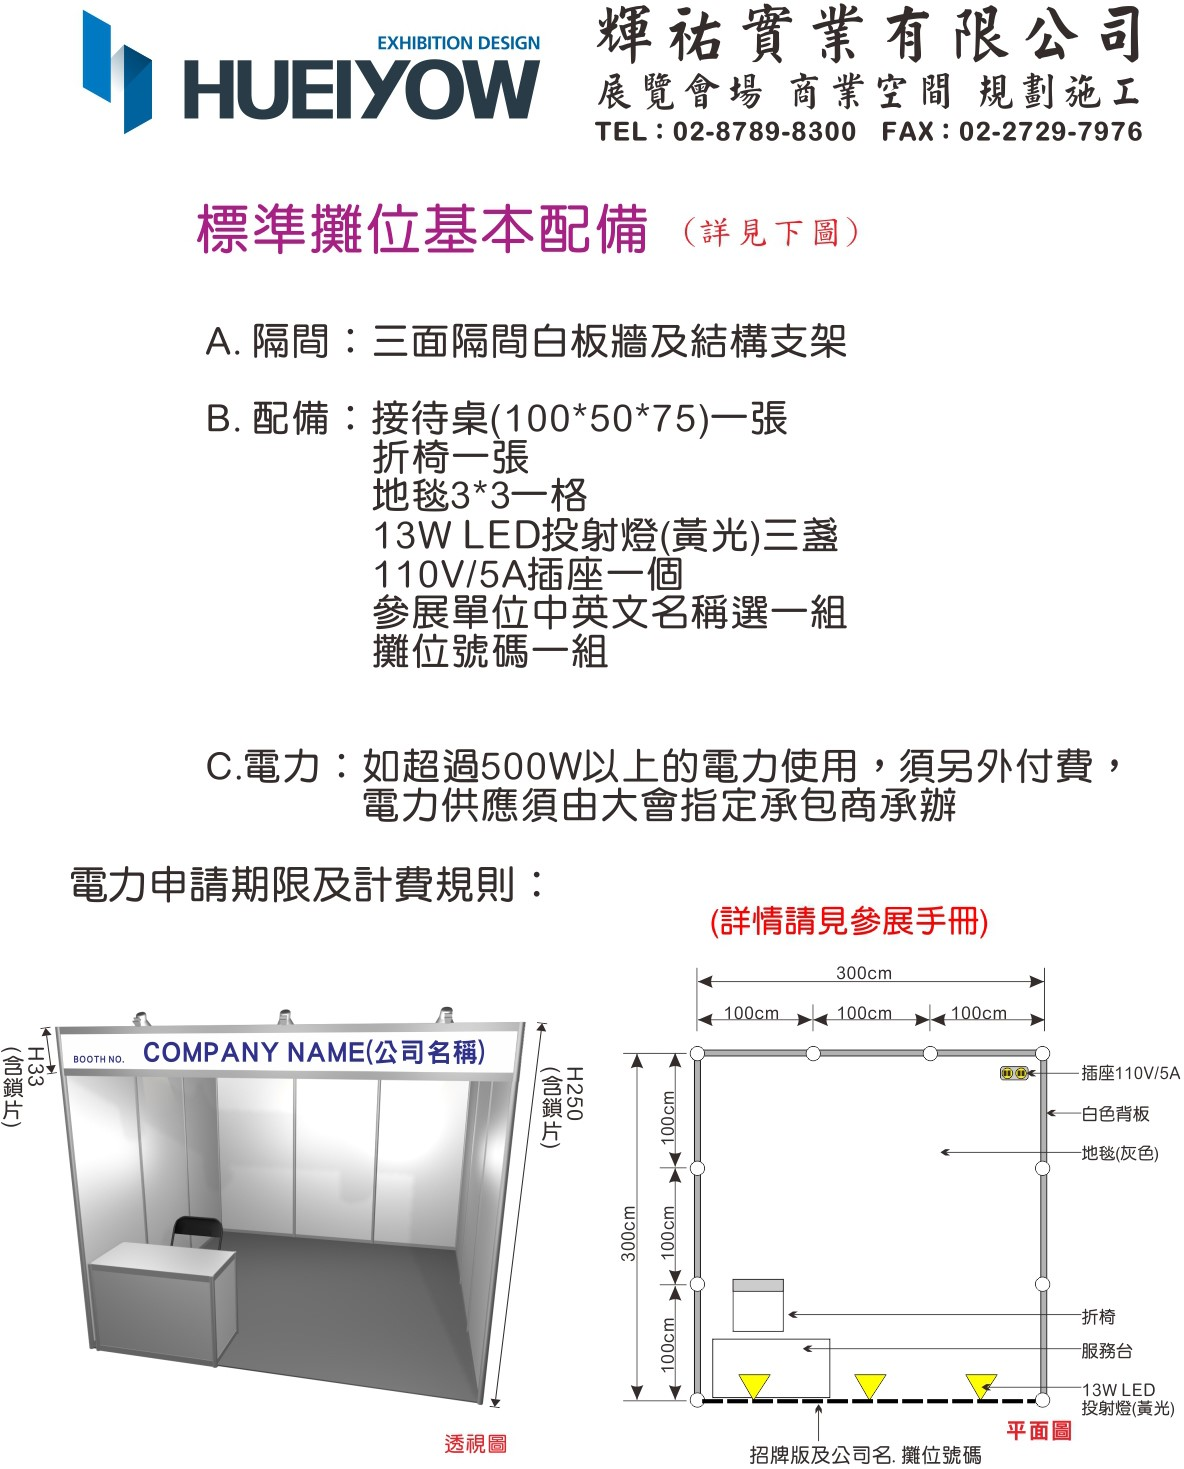 EXHIBITION DESIGN
HUEIYOW
輝祐實業有限公司
展覽會場 商業空間 規劃施工
TEL：02-8789-8300 FAX：02-2729-7976
標準攤位基本配備 (詳見下圖)
A. 隔間：三面隔間白板牆及結構支架
B. 配備：接待桌(100*50*75)一張
折椅一張
地毯3*3一格
13W LED投射燈(黃光)三盞
110V/5A插座一個
參展單位中英文名稱選一組
攤位號碼一組
C.電力：如超過500W以上的電力使用，須另外付費，
電力供應須由大會指定承包商承辦
電力申請期限及計費規則：
(詳情請見參展手冊)
H33
(含鎖片)
BOOTH NO. COMPANY NAME(公司名稱)
H250
(含鎖片)
透視圖
300cm
100cm 100cm 100cm
300cm
100cm
100cm
100cm
插座110V/5A
白色背板
地毯(灰色)
折椅
服務台
13W LED
投射燈(黃光)
平面圖
招牌版及公司名. 攤位號碼